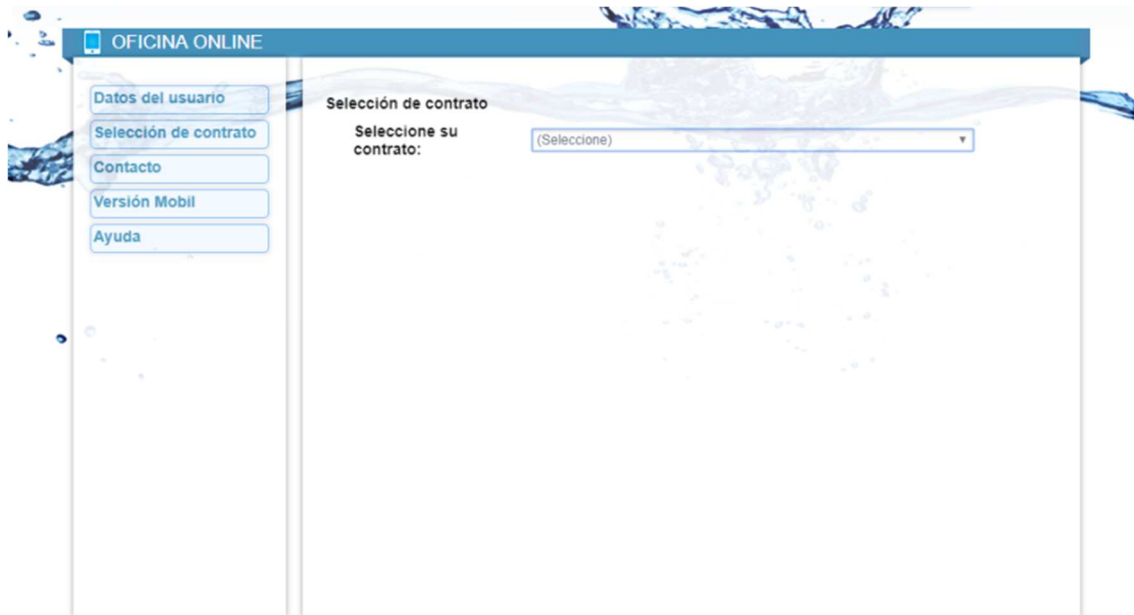 OFICINA ONLINE
Datos del usuario
Selección de contrato
Contacto
Versión Mobil
Ayuda
Selección de contrato
Seleccione su
contrato:
(Seleccione)